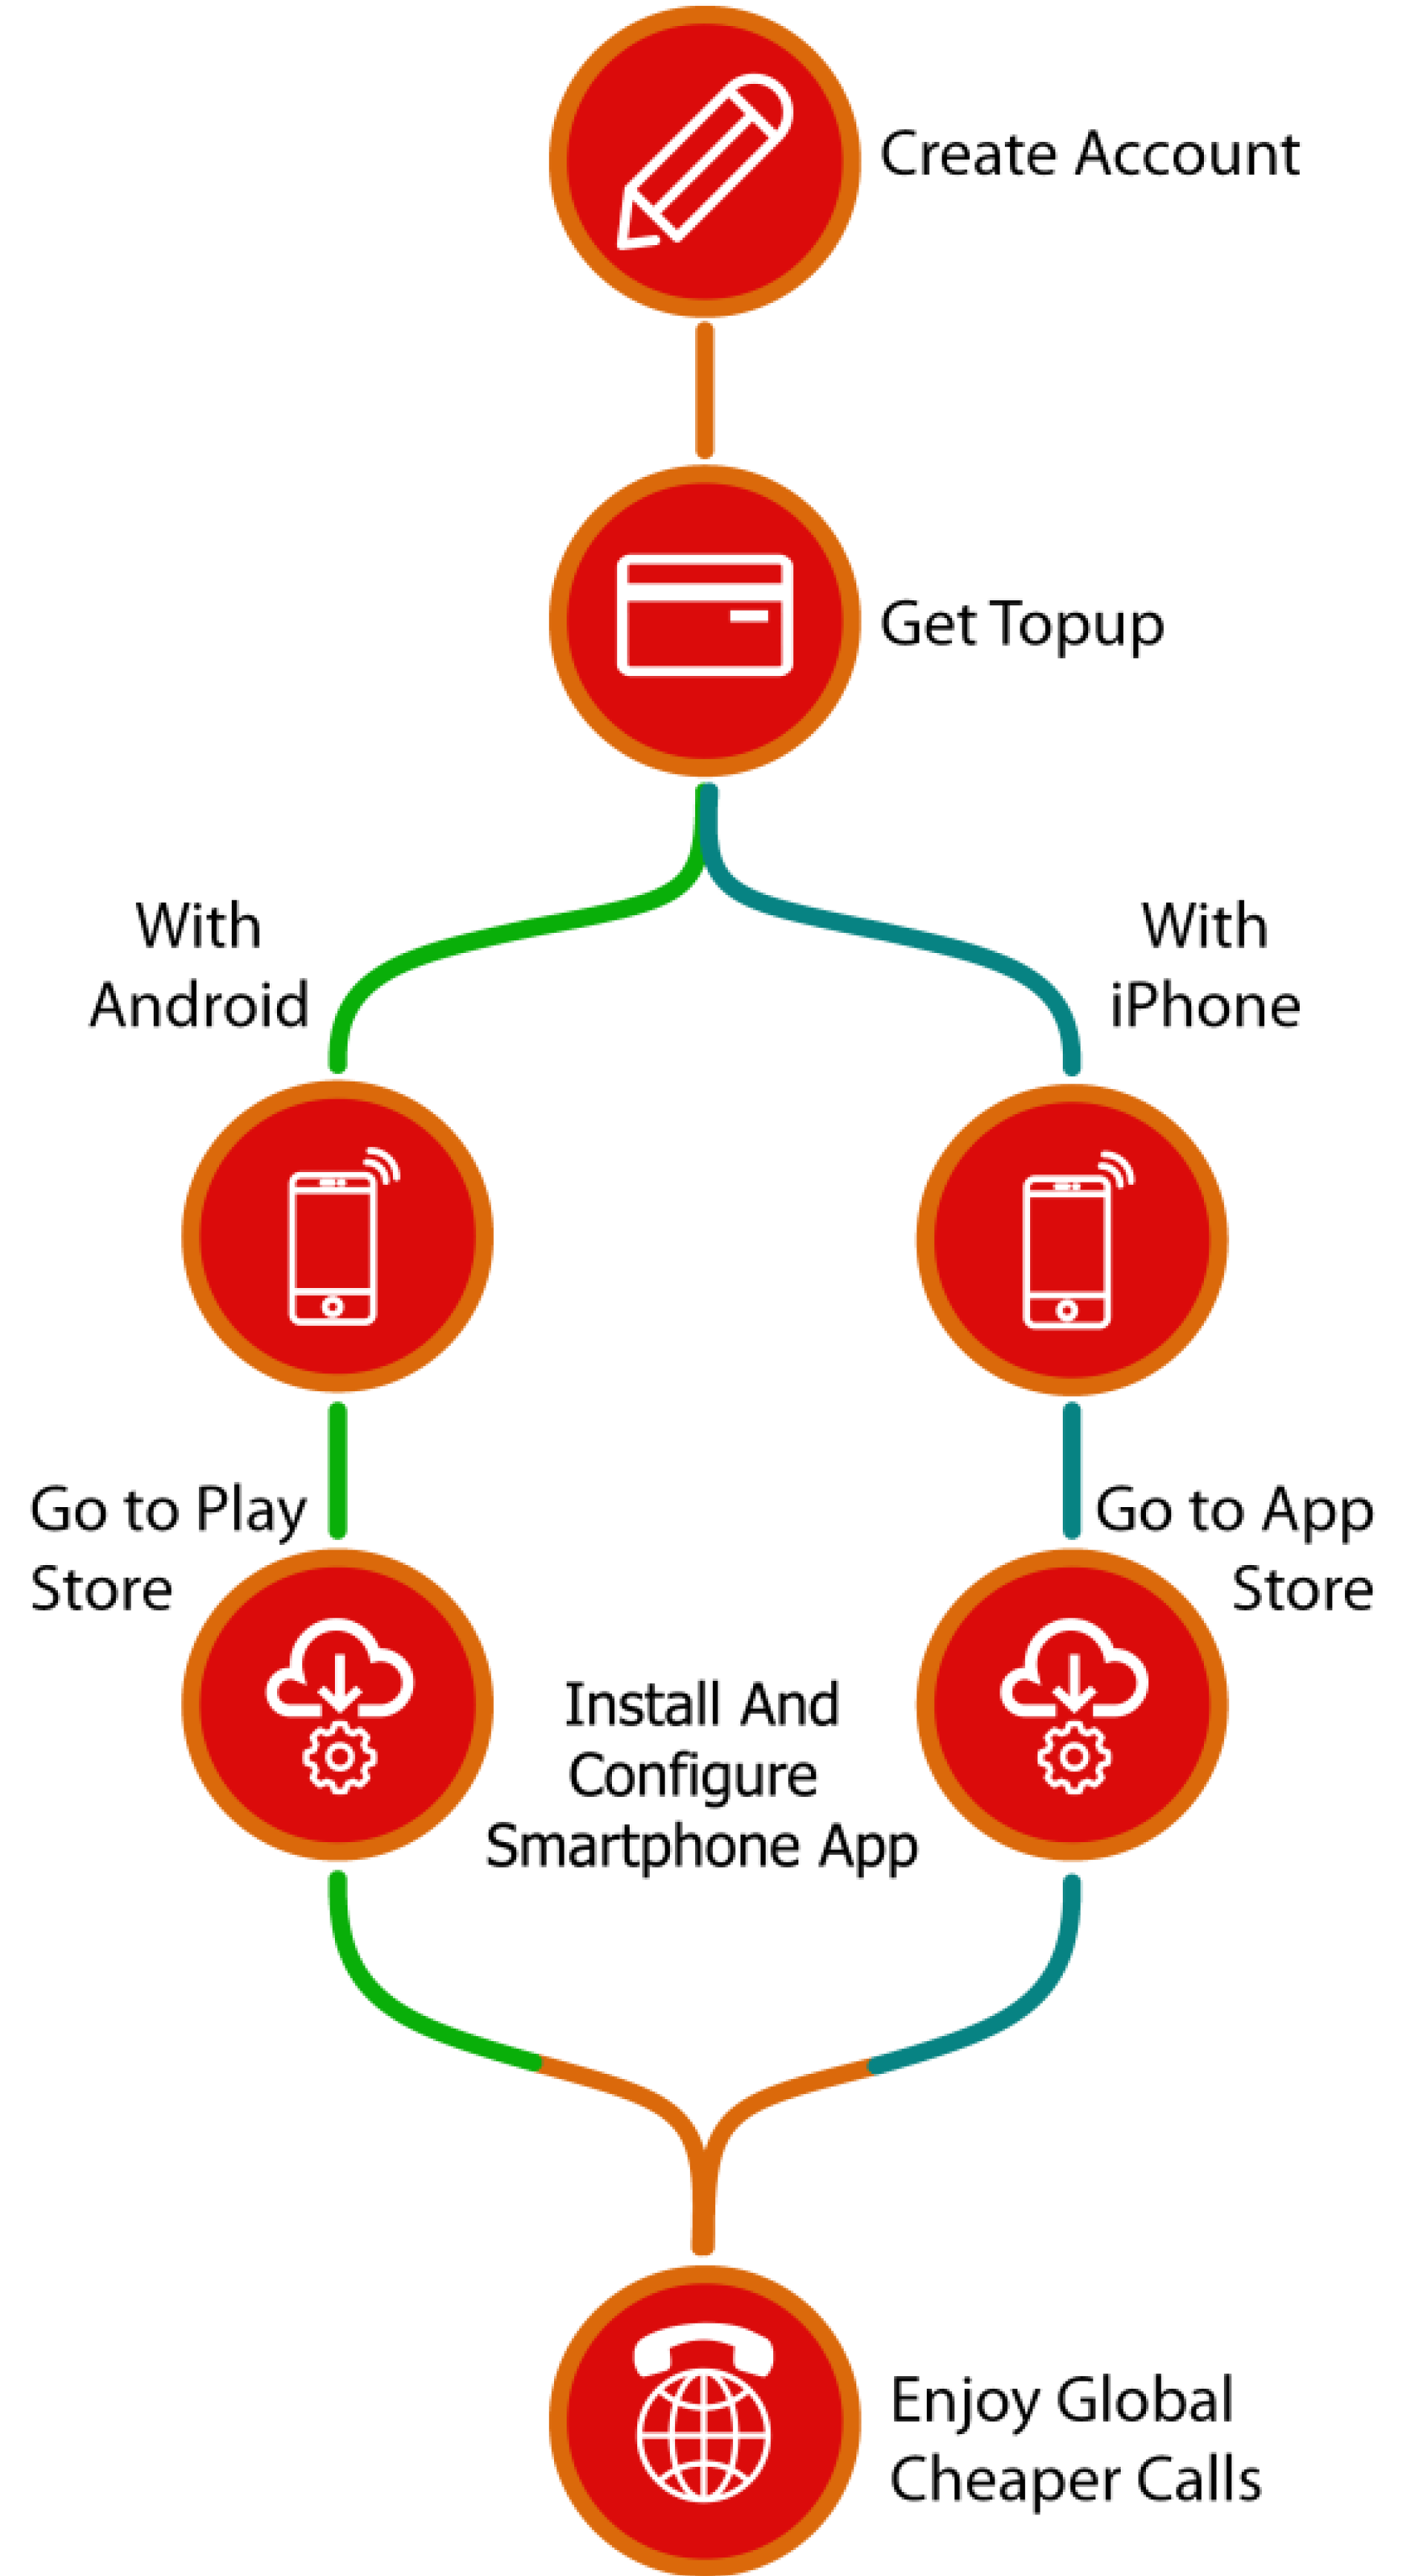 Create Account
Get Topup
With
Android
With
iPhone
Go to Play
Store
Go to App
Store
Install And
Configure
Smartphone App
Enjoy Global
Cheaper Calls